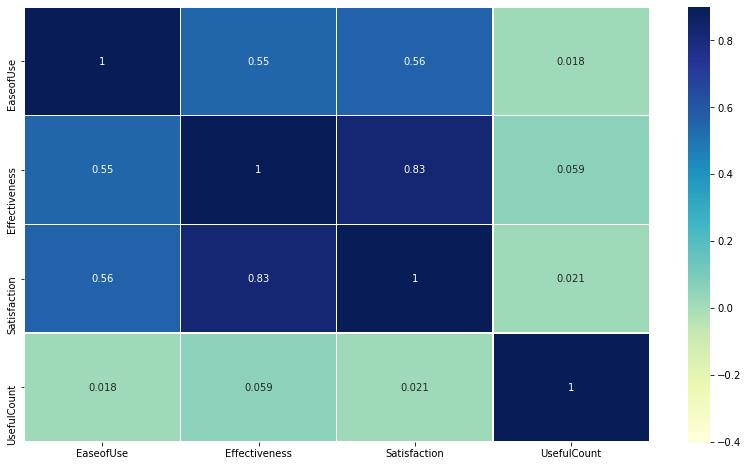 EaseofUse 1 0.55 0.56 0.018
Effectiveness 0.55 1 0.83 0.059
Satisfaction 0.56 0.83 1 0.021
UsefulCount 0.018 0.059 0.021 1
EaseofUse Effectiveness Satisfaction UsefulCount
0.8
0.6
0.4
0.2
0.0
−0.2
−0.4